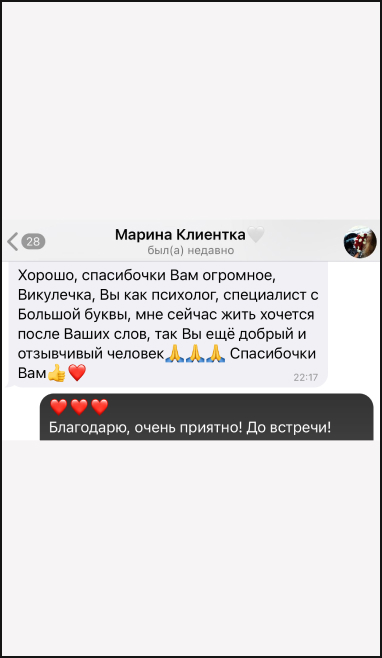 28
Марина Клиентка🤍
был(а) недавно
Хорошо, спасибочки Вам огромное,
Викулечка, Вы как психолог, специалист с
Большой буквы, мне сейчас жить хочется
после Ваших слов, так Вы ещё добрый и
отзывчивый человек🙏🙏🙏 Спасибочки
Вам👍❤️
22:17
❤️❤️❤️
Благодарю, очень приятно! До встречи!